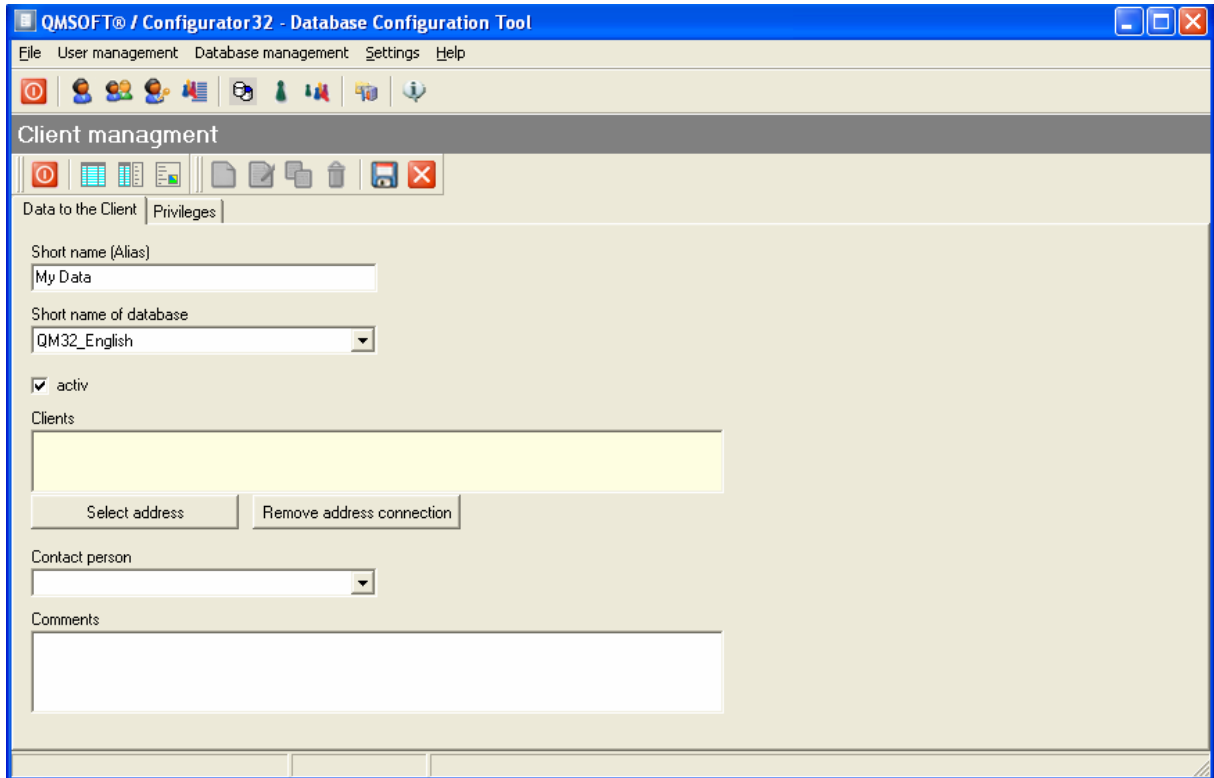 QMSOFT® / Configurator32 - Database Configuration Tool
File User management Database management Settings Help
Client managment
Data to the Client Privileges
Short name (Alias)
My Data
Short name of database
QM32_English
activ
Clients
Select address Remove address connection
Contact person
Comments